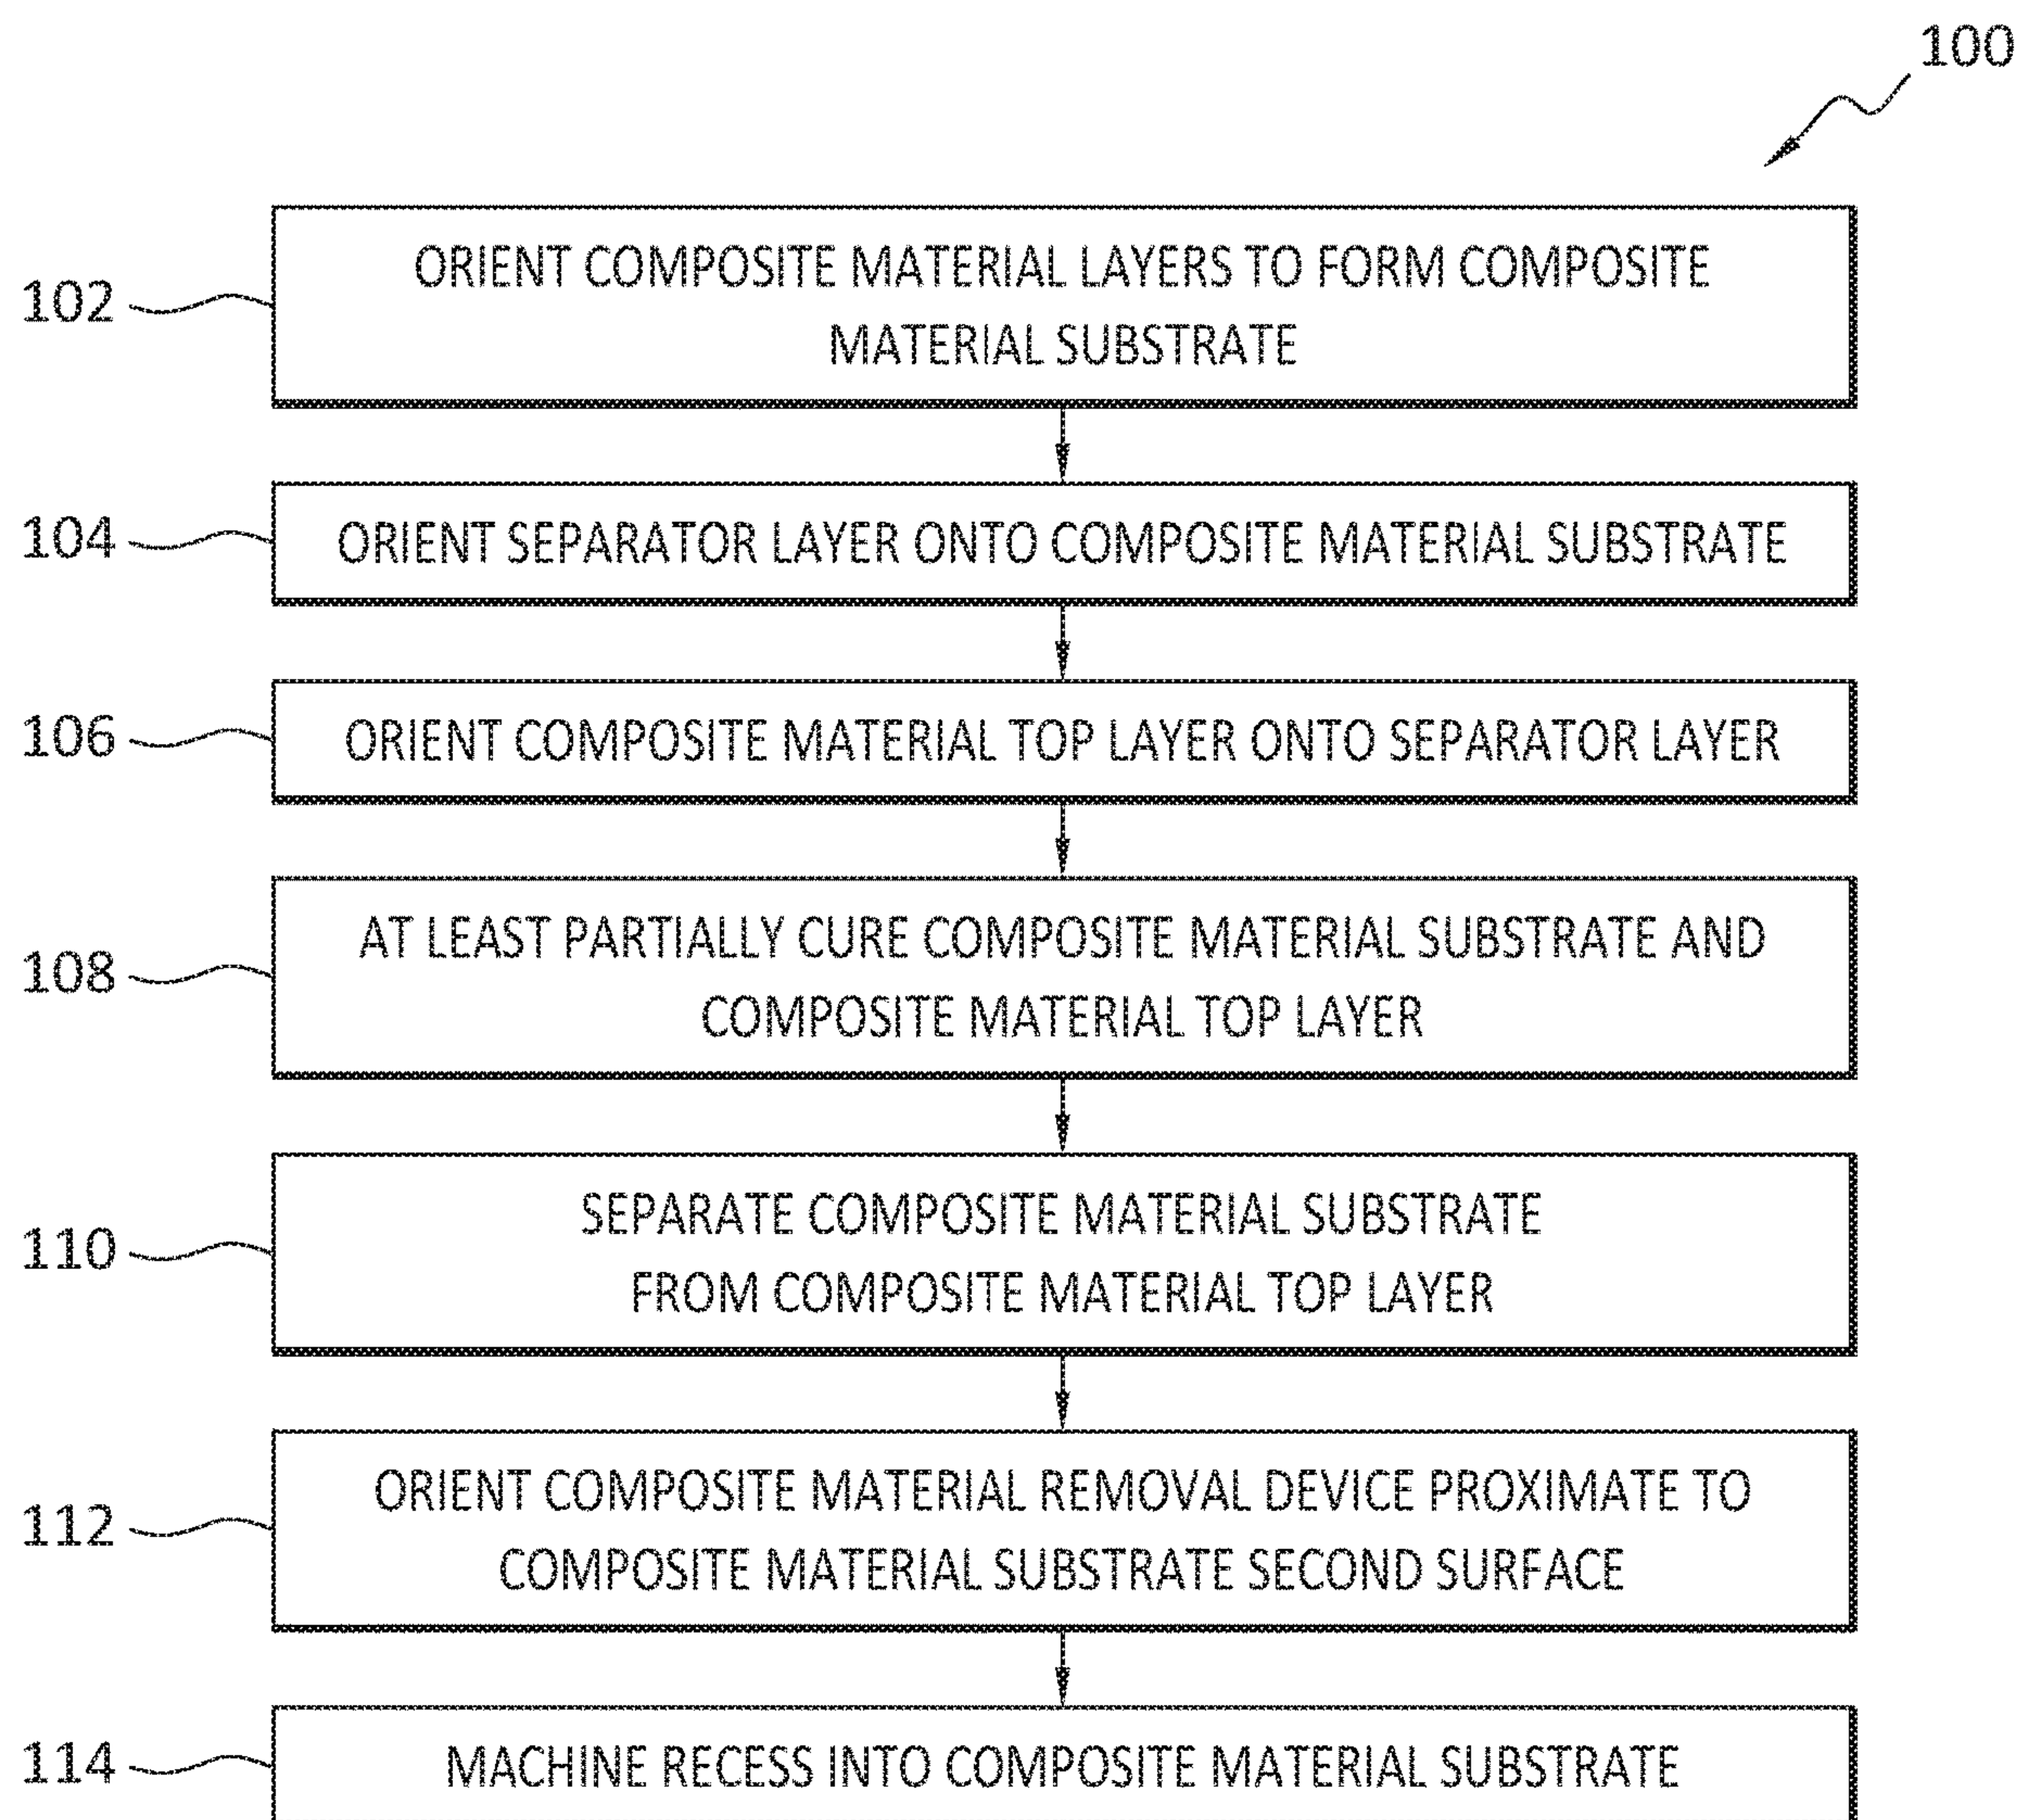 100
102
ORIENT COMPOSITE MATERIAL LAYERS TO FORM COMPOSITE
MATERIAL SUBSTRATE
104
ORIENT SEPARATOR LAYER ONTO COMPOSITE MATERIAL SUBSTRATE
106
ORIENT COMPOSITE MATERIAL TOP LAYER ONTO SEPARATOR LAYER
108
AT LEAST PARTIALLY CURE COMPOSITE MATERIAL SUBSTRATE AND
COMPOSITE MATERIAL TOP LAYER
110
SEPARATE COMPOSITE MATERIAL SUBSTRATE
FROM COMPOSITE MATERIAL TOP LAYER
112
ORIENT COMPOSITE MATERIAL REMOVAL DEVICE PROXIMATE TO
COMPOSITE MATERIAL SUBSTRATE SECOND SURFACE
114
MACHINE RECESS INTO COMPOSITE MATERIAL SUBSTRATE